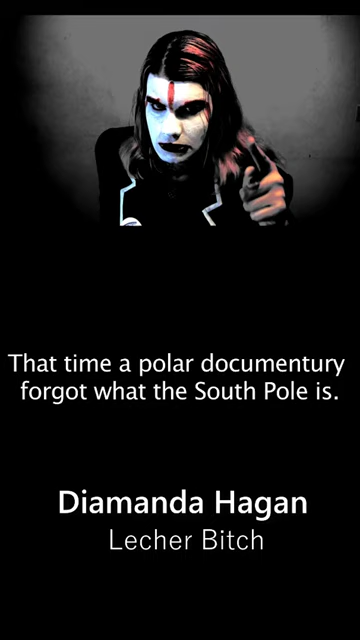 That time a polar documentury
forgot what the South Pole is.
Diamanda Hagan
Lecher Bitch